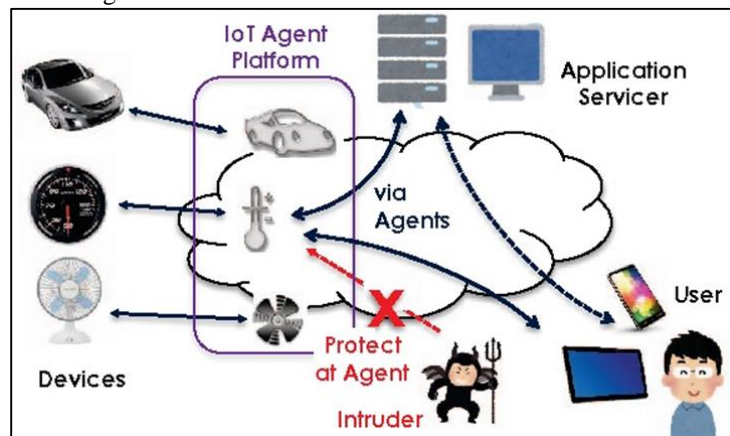 IoT Agent
Platform
Application
Servicer
via
Agents
User
Protect
at Agent
Devices
Intruder